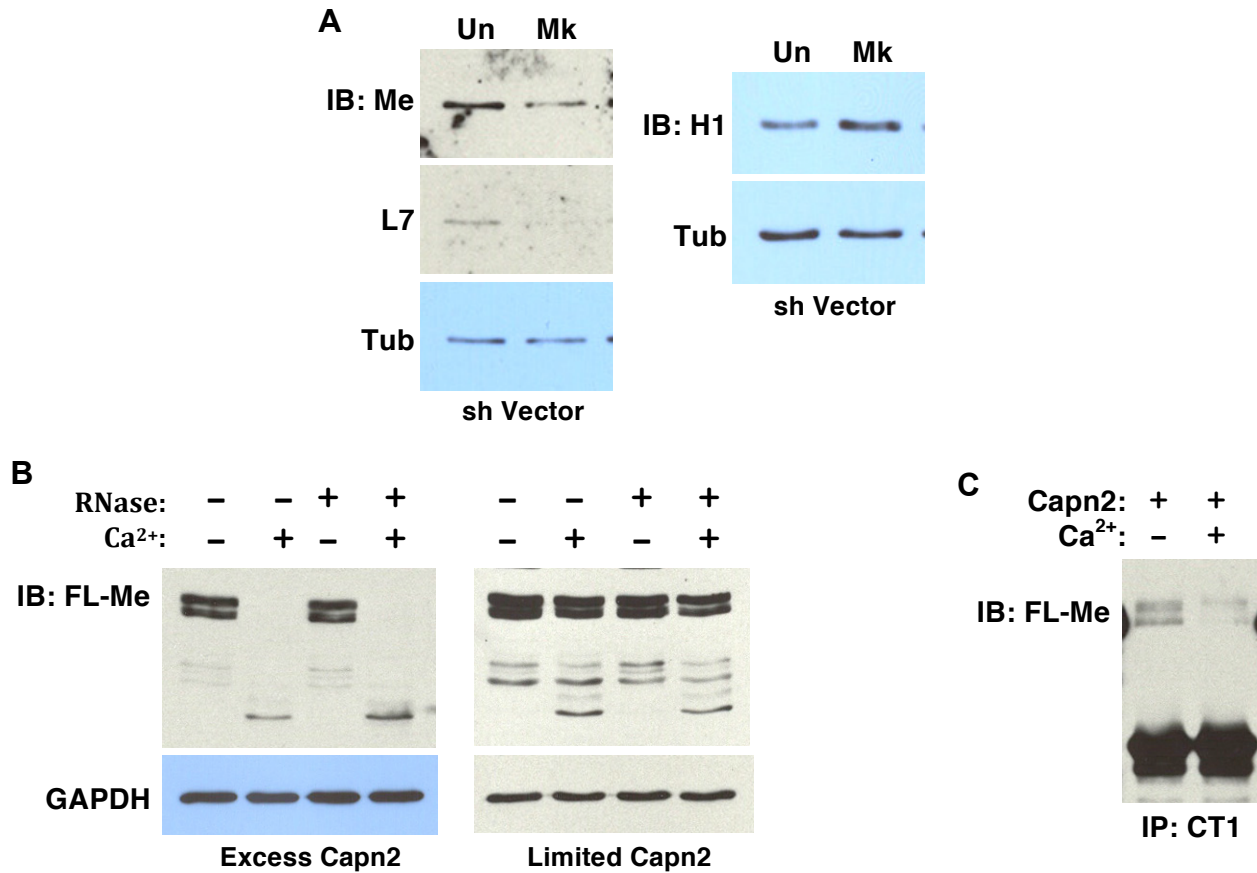 A
Un Mk
IB: Me
L7
Tub
sh Vector
Un Mk
IB: H1
Tub
sh Vector
B
RNase: – – + + – – + +
Ca²⁺: – + – + – + – +
IB: FL-Me
GAPDH
Excess Capn2
Limited Capn2
C
Capn2: + +
Ca²⁺: – +
IB: FL-Me
IP: CT1